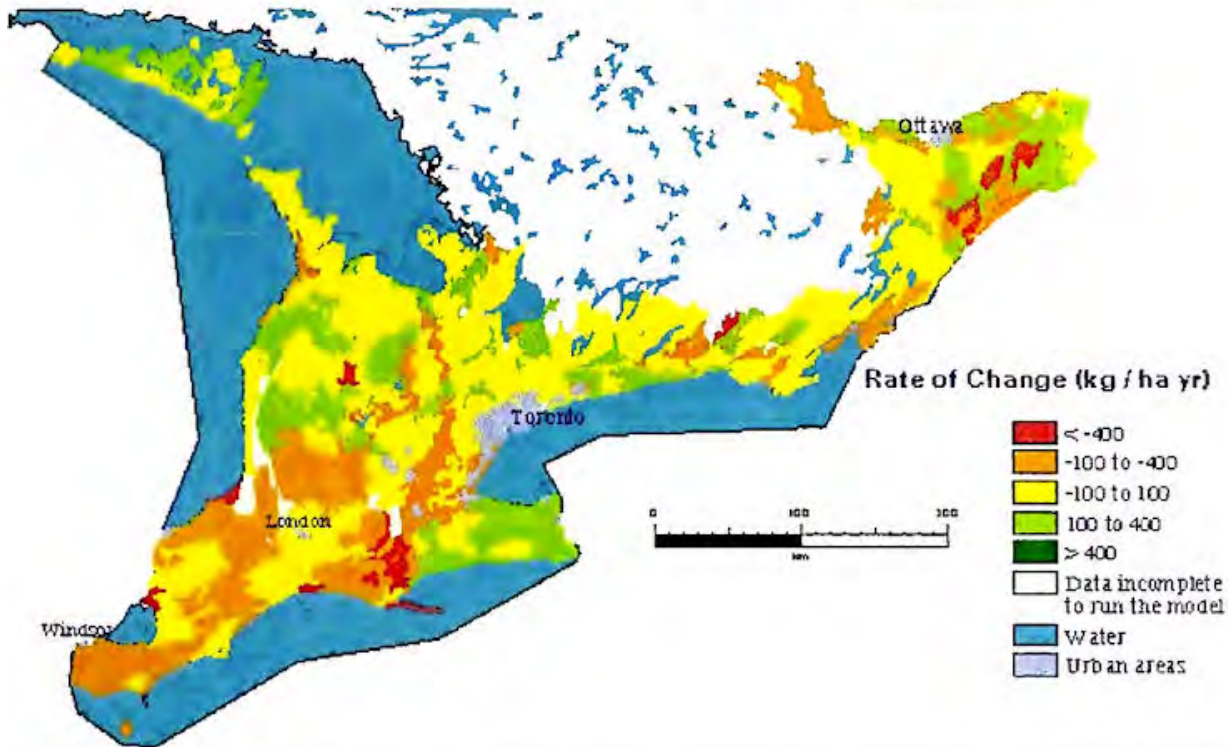 Ottawa
Toronto
London
Windsor
Rate of Change (kg / ha yr)
< -400
-100 to -400
-100 to 100
100 to 400
> 400
Data incomplete
to run the model
Water
Urban areas
0 100 200
km